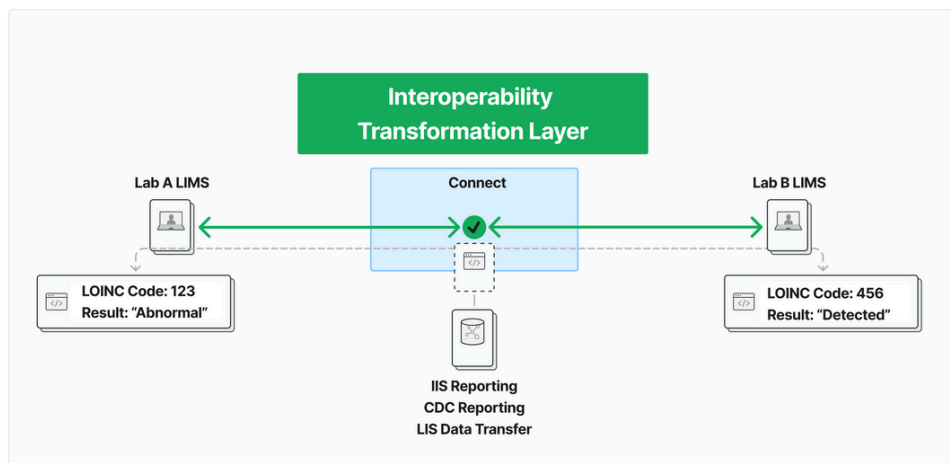 Interoperability
Transformation Layer
Lab A LIMS
Connect
Lab B LIMS
LOINC Code: 123
Result: “Abnormal”
LOINC Code: 456
Result: “Detected”
IIS Reporting
CDC Reporting
LIS Data Transfer